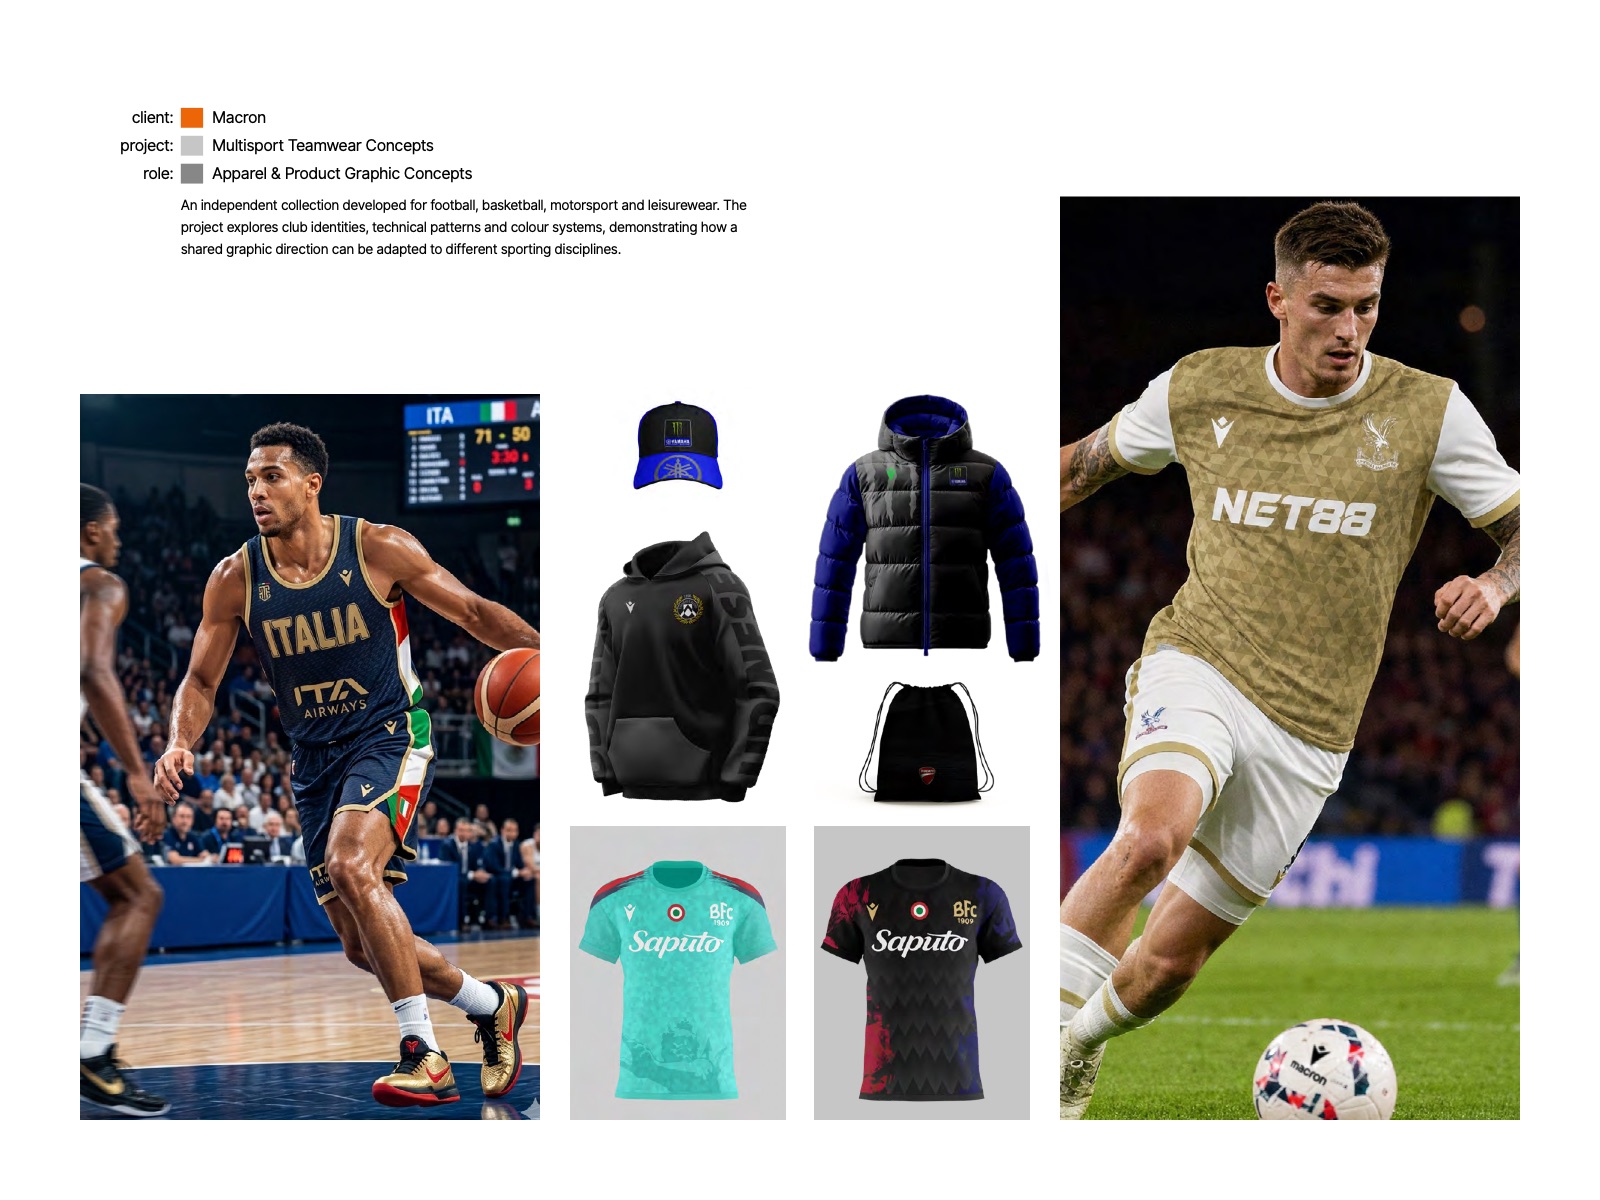 client: Macron
project: Multisport Teamwear Concepts
role: Apparel & Product Graphic Concepts
An independent collection developed for football, basketball, motorsport and leisurewear. The
project explores club identities, technical patterns and colour systems, demonstrating how a
shared graphic direction can be adapted to different sporting disciplines.
ITA
71 50
3:30
ITALIA
ITA
AIRWAYS
YAMAHA
NET88
BFC
1909
Saputo
BFC
1909
Saputo
macron